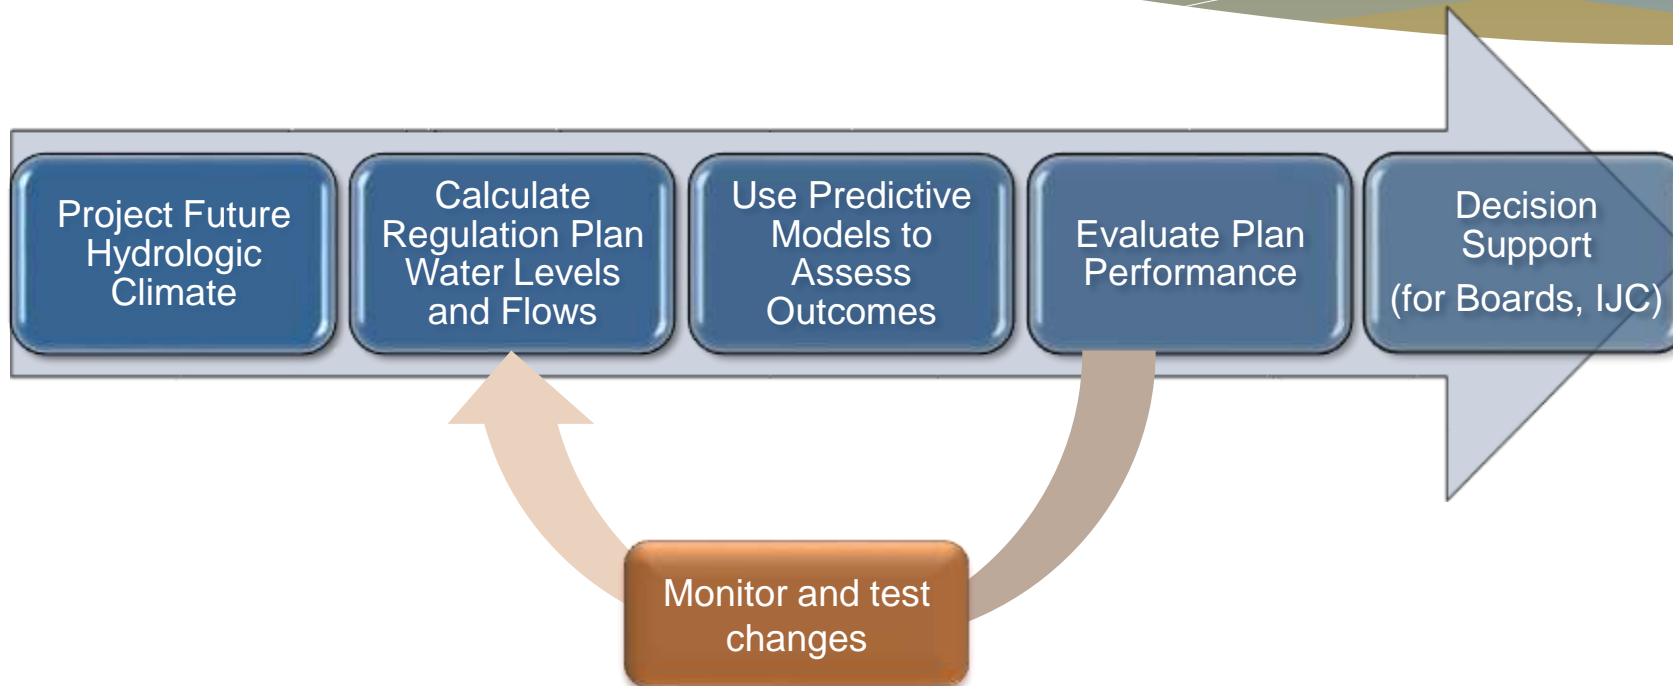 Project Future
Hydrologic
Climate
Calculate
Regulation Plan
Water Levels
and Flows
Use Predictive
Models to
Assess
Outcomes
Evaluate Plan
Performance
Decision
Support
(for Boards, IJC)
Monitor and test
changes